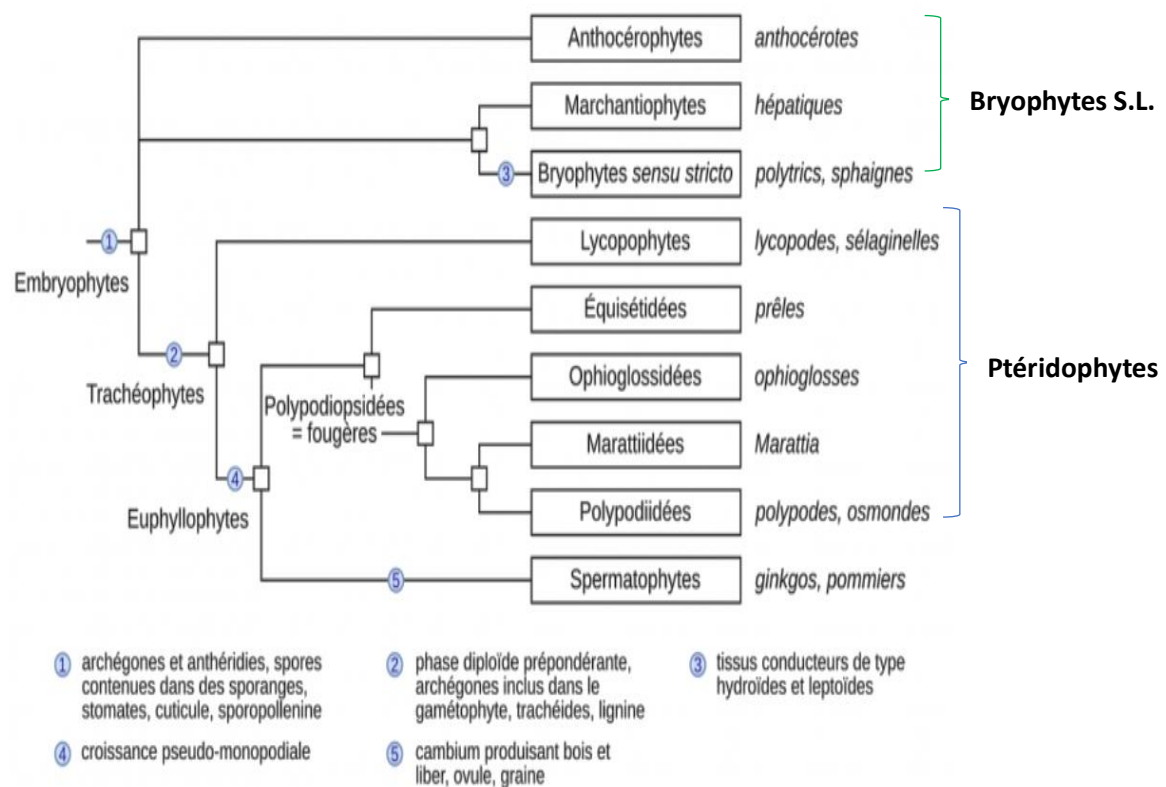 Anthocérophytes anthocérotes
Marchantiophytes hépatiques
Bryophytes S.L.
3 Bryophytes sensu stricto polytrics, sphaignes
1
Lycopophytes lycopodes, sélaginelles
Embryophytes
Équisétidées prêles
2
Trachéophytes
Ophioglossidées ophioglosses
Ptéridophytes
Polypodiopsidées
= fougères
Marattiidées Marattia
4
Euphyllophytes
Polypodiidées polypodes, osmondes
5 Spermatophytes ginkgos, pommiers
1 archégones et anthéridies, spores
contenues dans des sporanges,
stomates, cuticule, sporopollenine
2 phase diploïde prépondérante,
archégones inclus dans le
gamétophyte, trachéides, lignine
3 tissus conducteurs de type
hydroïdes et leptoïdes
4 croissance pseudo-monopodiale
5 cambium produisant bois et
liber, ovule, graine